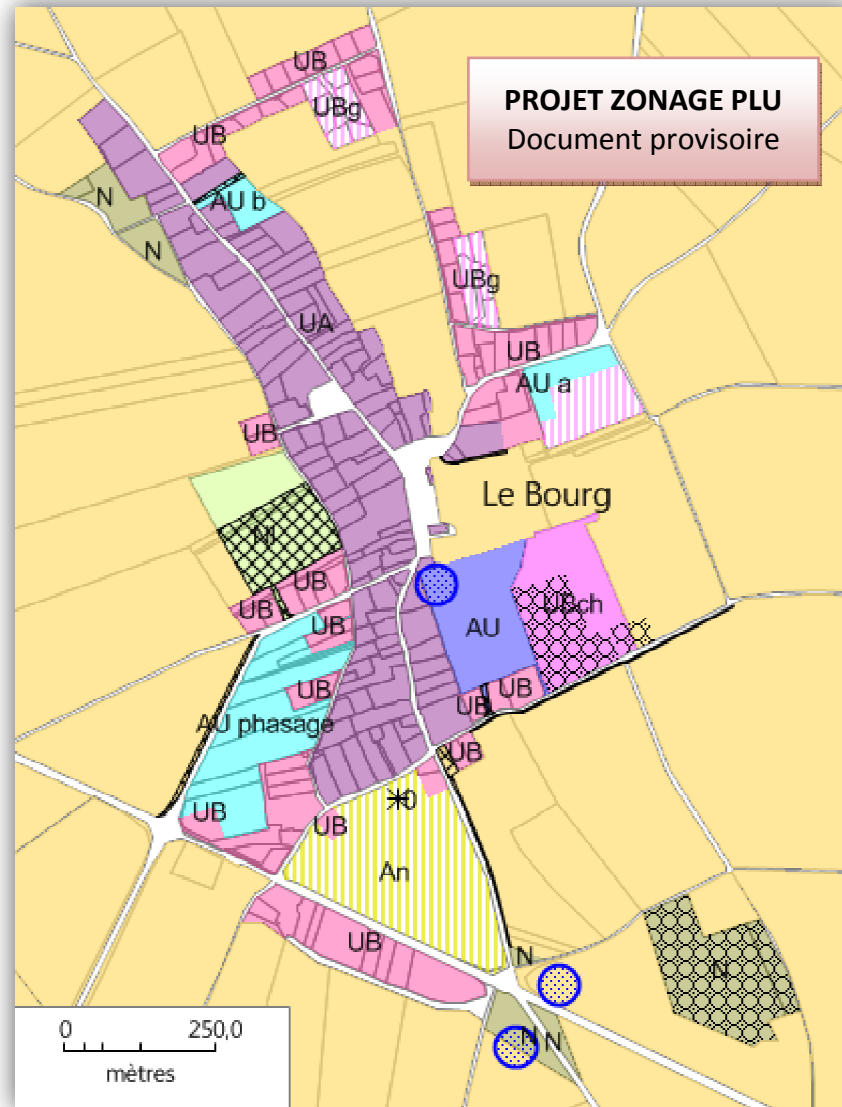 PROJET ZONAGE PLU
Document provisoire
UB
UBg
UB
N
AU b
N
UBg
UA
UB
AU a
UB
Le Bourg
Nl
UB
UB
UB
AU
UBch
UB
UB
UB
AU phasage
UB
UB
UB
An
UB
N
N
N N
0 250,0
mètres